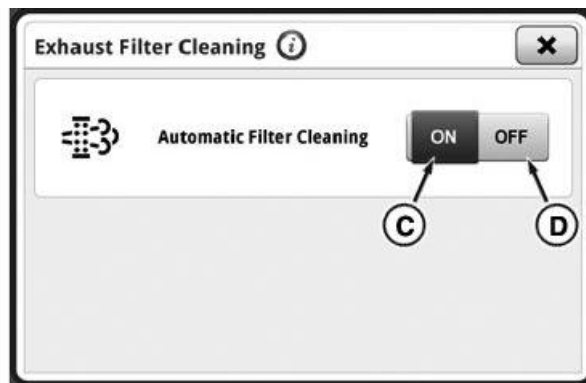 Exhaust Filter Cleaning i
Automatic Filter Cleaning ON OFF
C D